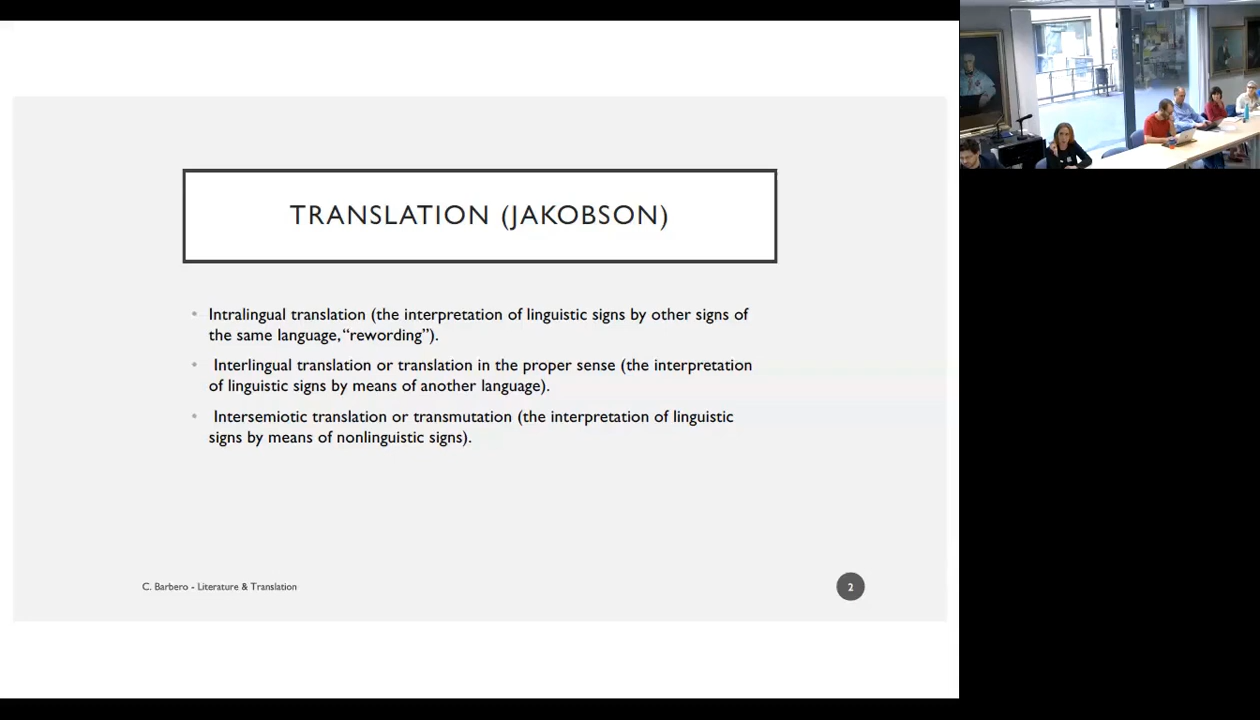 TRANSLATION (JAKOBSON)
• Intralingual translation (the interpretation of linguistic signs by other signs of
the same language, “rewording”).
• Interlingual translation or translation in the proper sense (the interpretation
of linguistic signs by means of another language).
• Intersemiotic translation or transmutation (the interpretation of linguistic
signs by means of nonlinguistic signs).
C. Barbero - Literature & Translation
2